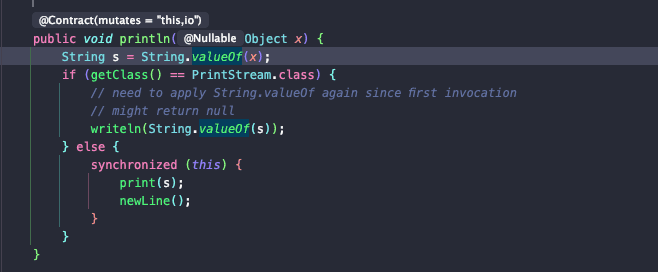 @Contract(mutates = "this,io")
public void println( @Nullable Object x) {
String s = String.valueOf(x);
if (getClass() == PrintStream.class) {
// need to apply String.valueOf again since first invocation
// might return null
writeln(String.valueOf(s));
} else {
synchronized (this) {
print(s);
newLine();
}
}
}